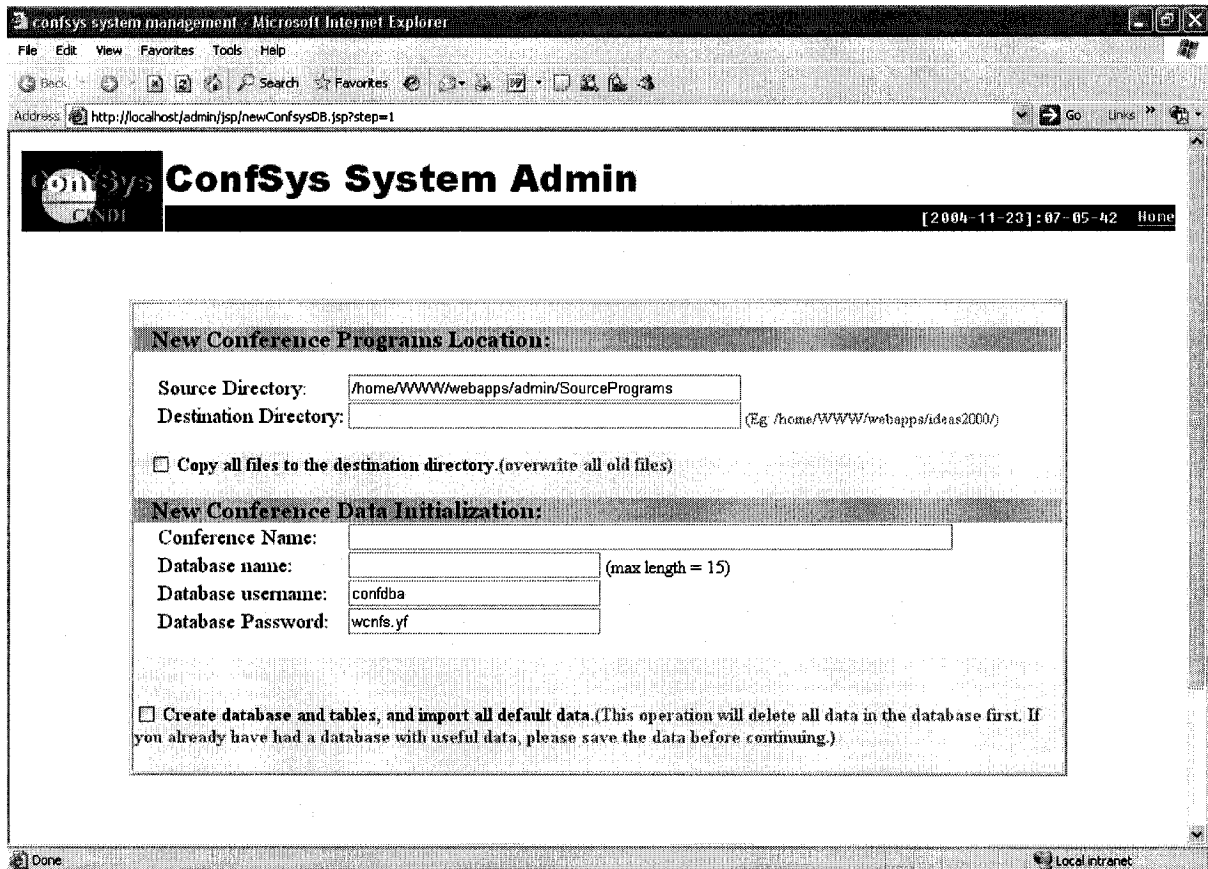 confsys system management - Microsoft Internet Explorer
File Edit View Favorites Tools Help
Back Search Favorites
Address http://localhost/admin/jsp/newConfsysDB.jsp?step=1 Go Links »
ConfSys
CINDI
ConfSys System Admin
[2004-11-23]:07-05-42 Home
New Conference Programs Location:
Source Directory: /home/WWW/webapps/admin/SourcePrograms
Destination Directory: (Eg: /home/WWW/webapps/ideas2000/)
Copy all files to the destination directory.(overwrite all old files)
New Conference Data Initialization:
Conference Name:
Database name: (max length = 15)
Database username: confdba
Database Password: wcnfs.yf
Create database and tables, and import all default data.(This operation will delete all data in the database first. If
you already have had a database with useful data, please save the data before continuing.)
Done Local intranet